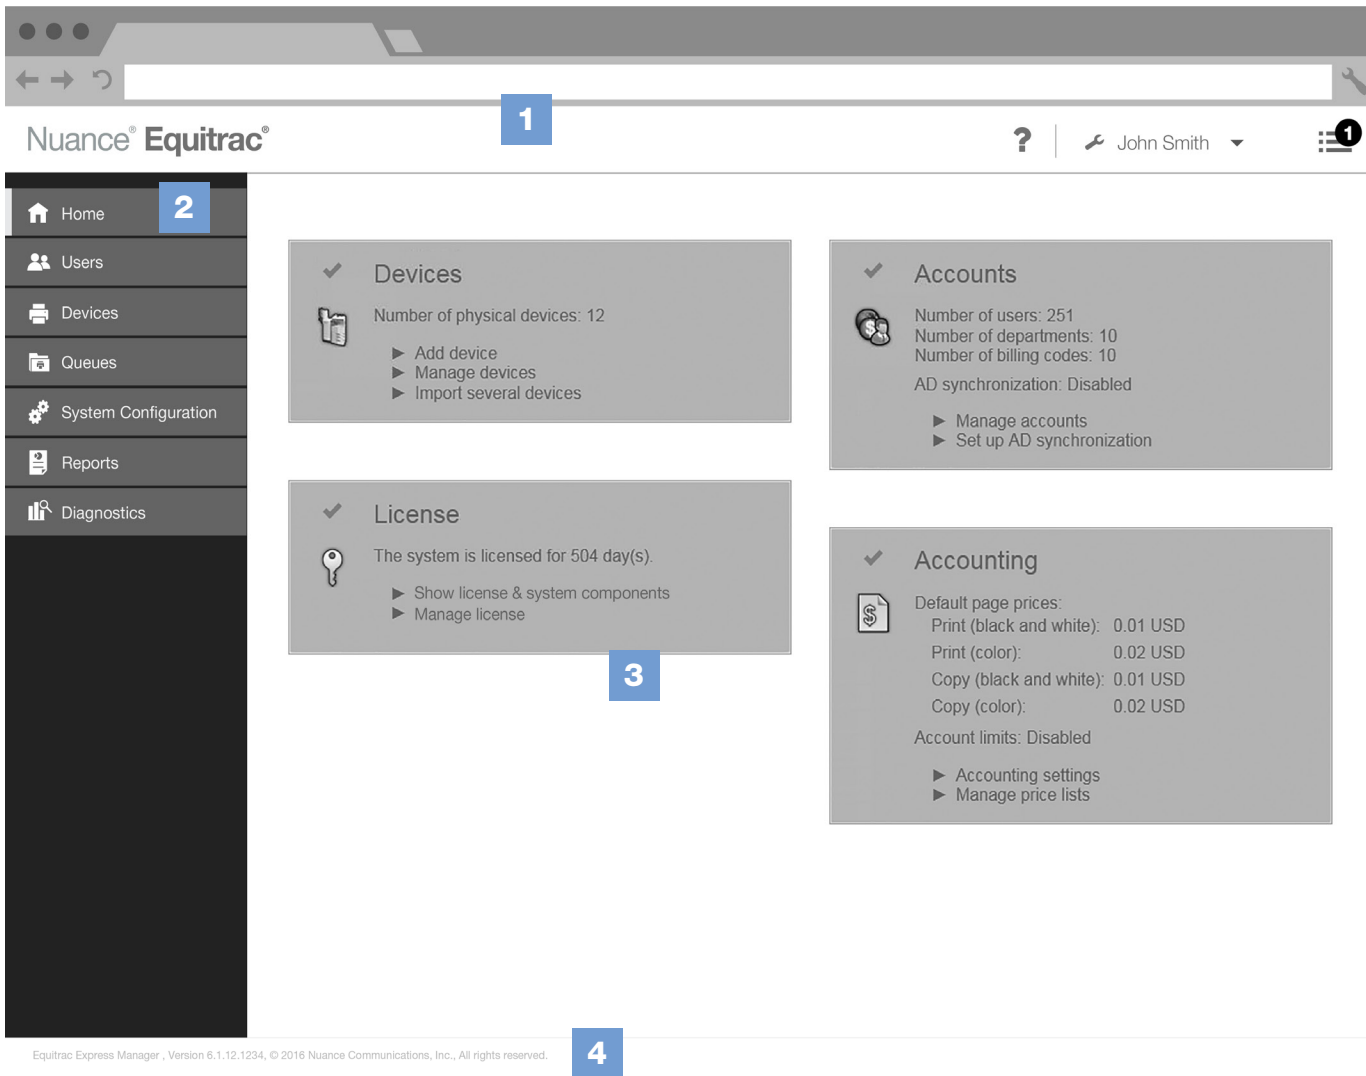 1
Nuance® Equitrac®
?
John Smith
1
2
Home
Users
Devices
Queues
System Configuration
Reports
Diagnostics
Devices
Number of physical devices: 12
Add device
Manage devices
Import several devices
License
The system is licensed for 504 day(s).
Show license & system components
Manage license
3
Accounts
Number of users: 251
Number of departments: 10
Number of billing codes: 10
AD synchronization: Disabled
Manage accounts
Set up AD synchronization
Accounting
$
Default page prices:
Print (black and white): 0.01 USD
Print (color): 0.02 USD
Copy (black and white): 0.01 USD
Copy (color): 0.02 USD
Account limits: Disabled
Accounting settings
Manage price lists
Equitrac Express Manager , Version 6.1.12.1234, © 2016 Nuance Communications, Inc., All rights reserved.
4